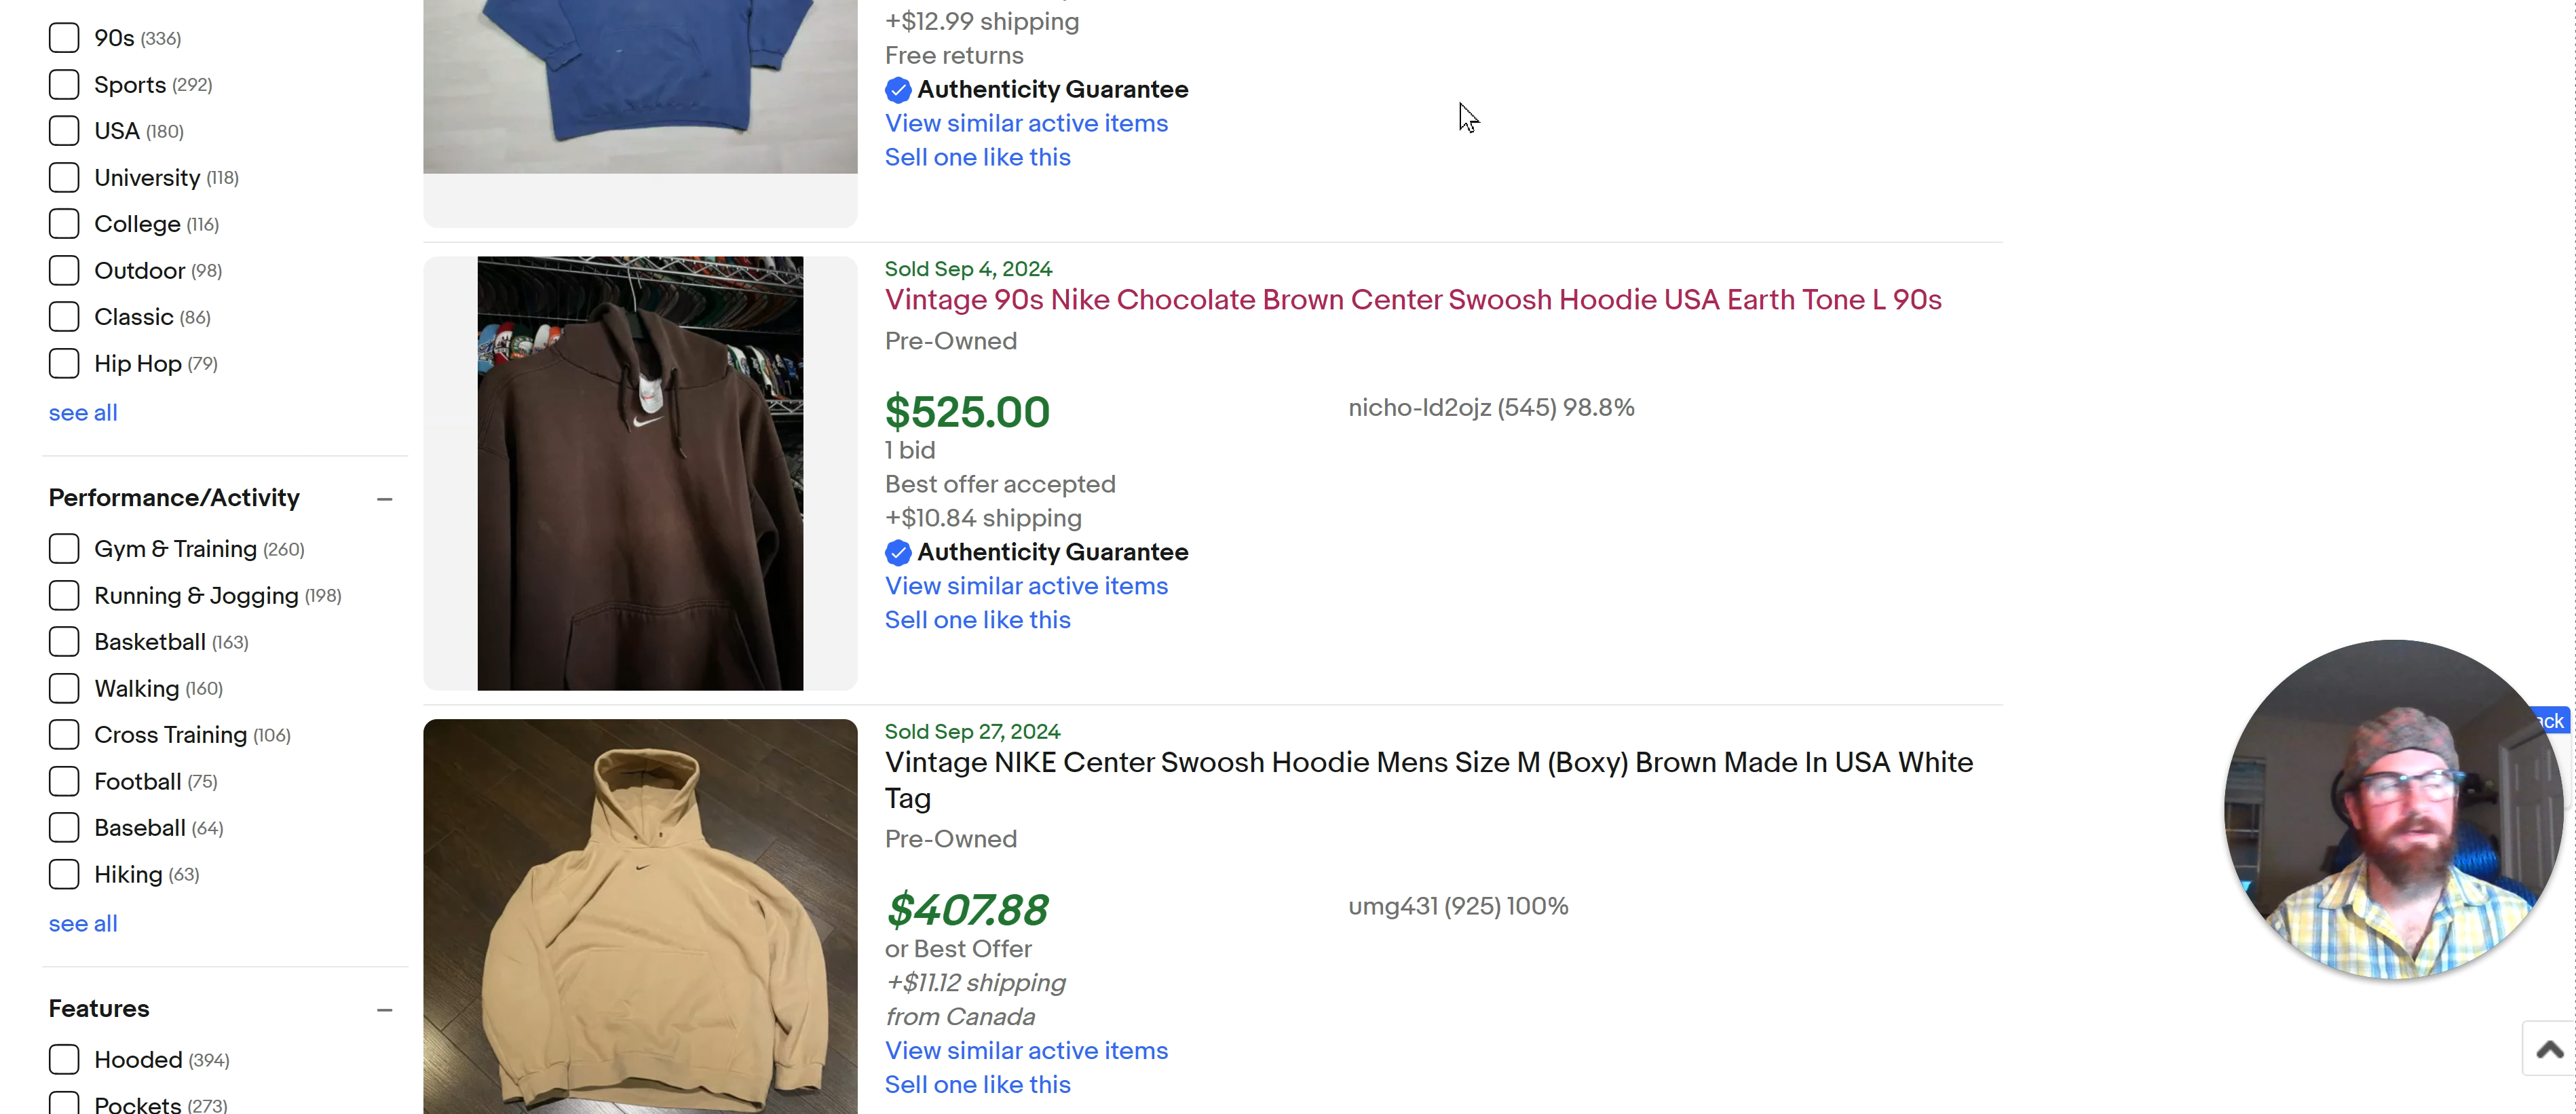 90s (336)
Sports (292)
USA (180)
University (118)
College (116)
Outdoor (98)
Classic (86)
Hip Hop (79)
see all
Performance/Activity
Gym & Training (260)
Running & Jogging (198)
Basketball (163)
Walking (160)
Cross Training (106)
Football (75)
Baseball (64)
Hiking (63)
see all
Features
Hooded (394)
Pockets (273)
+$12.99 shipping
Free returns
Authenticity Guarantee
View similar active items
Sell one like this
Sold Sep 4, 2024
Vintage 90s Nike Chocolate Brown Center Swoosh Hoodie USA Earth Tone L 90s
Pre-Owned
$525.00
nicho-ld2ojz (545) 98.8%
1 bid
Best offer accepted
+$10.84 shipping
Authenticity Guarantee
View similar active items
Sell one like this
Sold Sep 27, 2024
Vintage NIKE Center Swoosh Hoodie Mens Size M (Boxy) Brown Made In USA White
Tag
Pre-Owned
$407.88
umg431 (925) 100%
or Best Offer
+$11.12 shipping
from Canada
View similar active items
Sell one like this